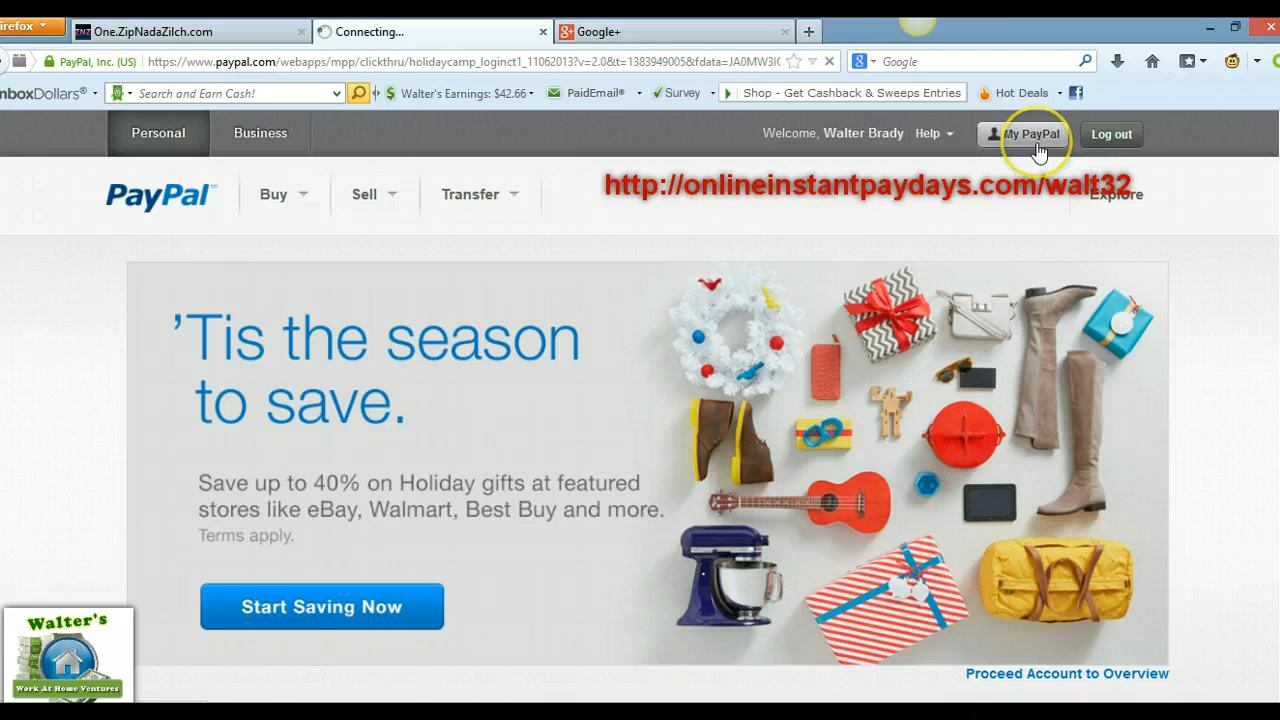 irefox
One.ZipNadaZilch.com
Connecting...
Google+
PayPal, Inc. (US)
https://www.paypal.com/webapps/mpp/clickthru/holidaycamp_loginct1_11062013?v=2.0&t=1383949005&fdata=JA0MW3IC
Google
nboxDollars
Search and Earn Cash!
Walter's Earnings: $42.66
PaidEmail®
Survey
Shop - Get Cashback & Sweeps Entries
Hot Deals
Personal
Business
Welcome, Walter Brady
Help
My PayPal
Log out
http://onlineinstantpaydays.com/walt32
PayPal
Buy
Sell
Transfer
Explore
'Tis the season
to save.
Save up to 40% on Holiday gifts at featured
stores like eBay, Walmart, Best Buy and more.
Terms apply.
Start Saving Now
Walter's
Work At Home Ventures
Proceed Account to Overview